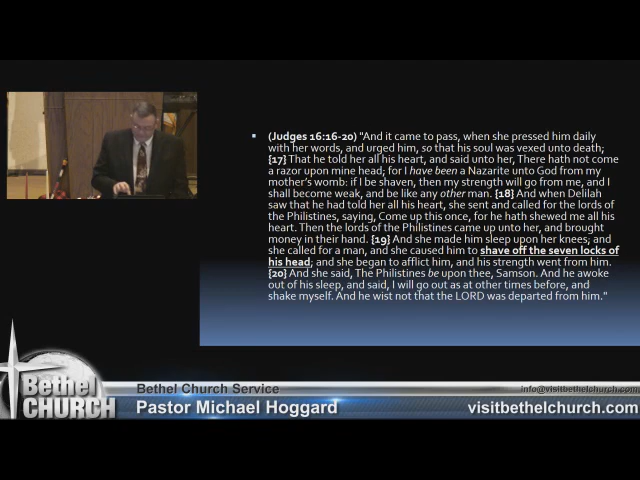 ▪ (Judges 16:16-20) "And it came to pass, when she pressed him daily
with her words, and urged him, so that his soul was vexed unto death;
{17} That he told her all his heart, and said unto her, There hath not come
a razor upon mine head; for I have been a Nazarite unto God from my
mother's womb: if I be shaven, then my strength will go from me, and I
shall become weak, and be like any other man. {18} And when Delilah
saw that he had told her all his heart, she sent and called for the lords of
the Philistines, saying, Come up this once, for he hath shewed me all his
heart. Then the lords of the Philistines came up unto her, and brought
money in their hand. {19} And she made him sleep upon her knees; and
she called for a man, and she caused him to shave off the seven locks of
his head; and she began to afflict him, and his strength went from him.
{20} And she said, The Philistines be upon thee, Samson. And he awoke
out of his sleep, and said, I will go out as at other times before, and
shake myself. And he wist not that the LORD was departed from him."
Bethel
CHURCH
Bethel Church Service
info@visitbethelchurch.com
Pastor Michael Hoggard
visitbethelchurch.com